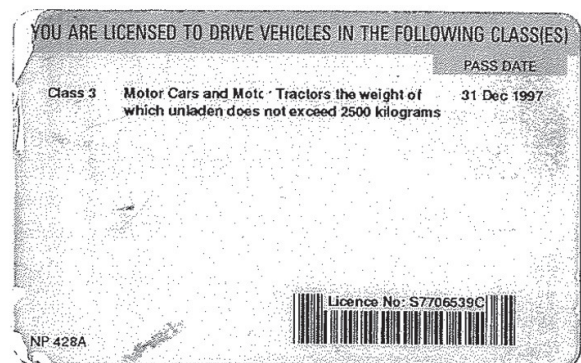 YOU ARE LICENSED TO DRIVE VEHICLES IN THE FOLLOWING CLASS(ES)
PASS DATE
Class 3 Motor Cars and Moto Tractors the weight of 31 Dec 1997
which unladen does not exceed 2500 kilograms
Licence No: S7706539C
NP 428A